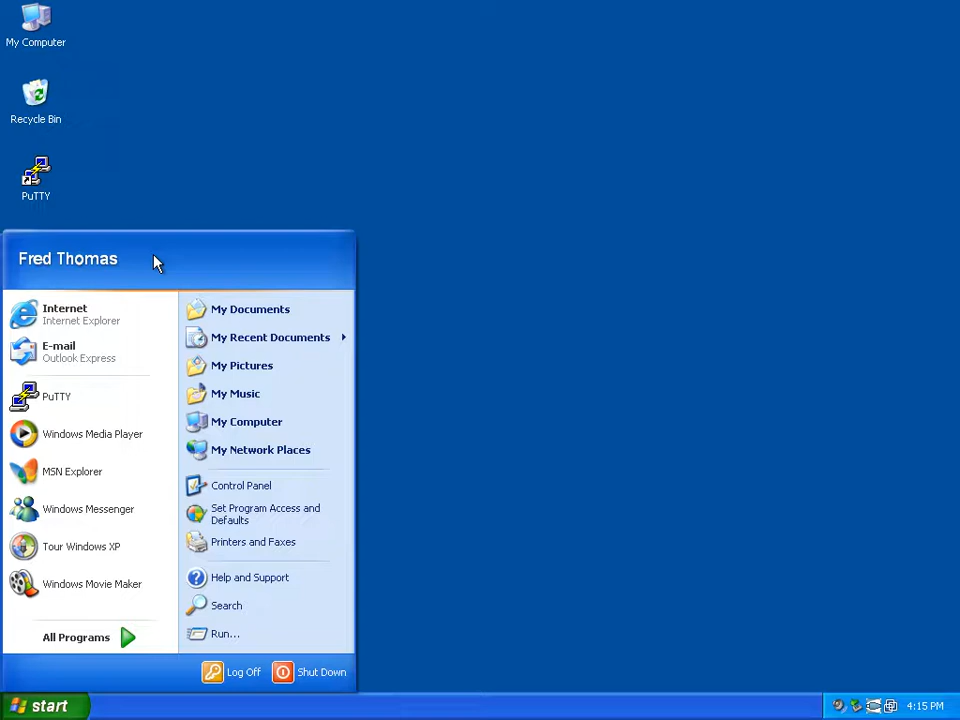 My Computer
Recycle Bin
PuTTY
Fred Thomas
Internet
Internet Explorer
E-mail
Outlook Express
PuTTY
Windows Media Player
MSN Explorer
Windows Messenger
Tour Windows XP
Windows Movie Maker
All Programs
My Documents
My Recent Documents
My Pictures
My Music
My Computer
My Network Places
Control Panel
Set Program Access and
Defaults
Printers and Faxes
Help and Support
Search
Run...
Log Off
Shut Down
start
4:15 PM